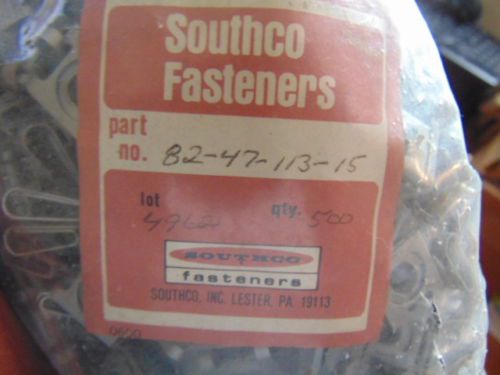 Southco
Fasteners
part
no. 82-47-113-15
lot qty.
500
SOUTHCO
fasteners
SOUTHCO, INC. LESTER, PA. 19113